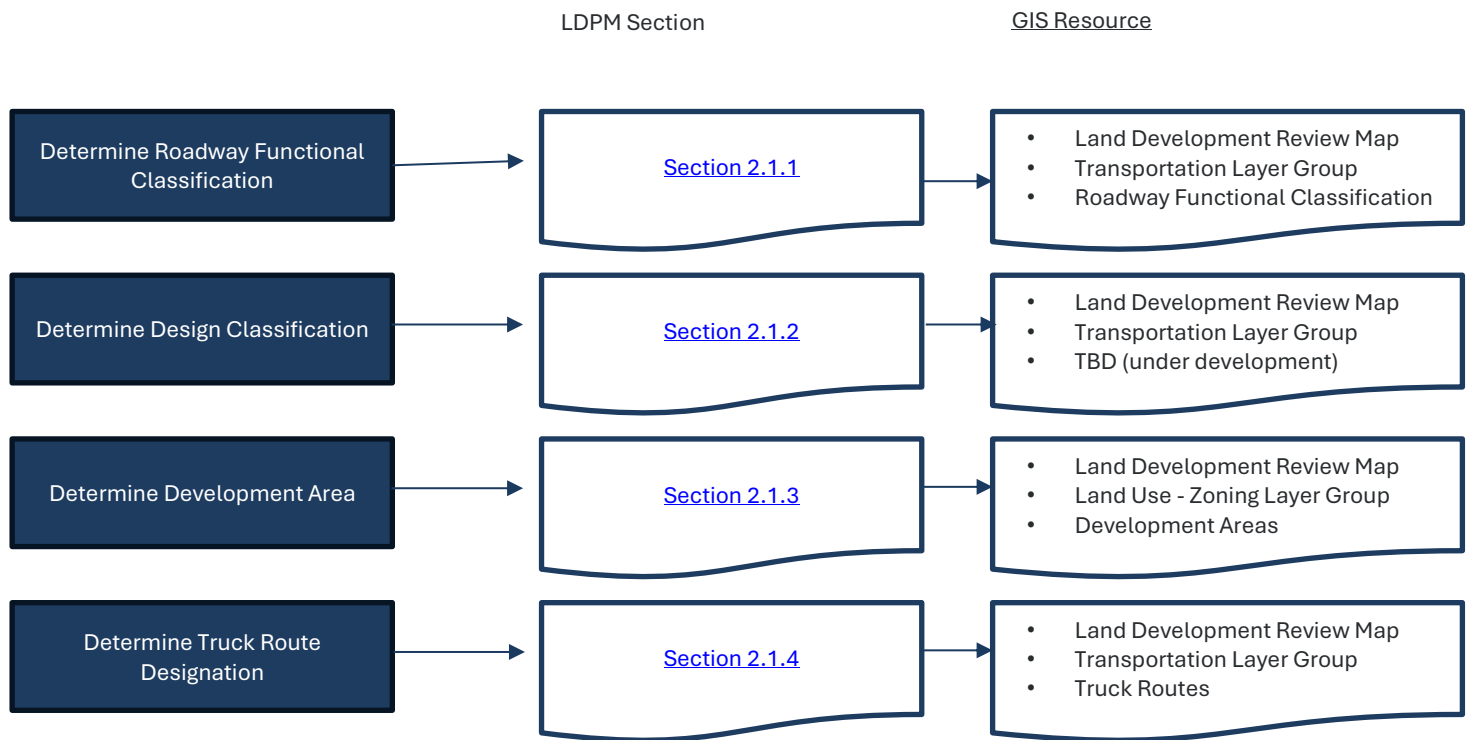 LDPM Section
GIS Resource
Determine Roadway Functional
Classification
Section 2.1.1
• Land Development Review Map
• Transportation Layer Group
• Roadway Functional Classification
Determine Design Classification
Section 2.1.2
• Land Development Review Map
• Transportation Layer Group
• TBD (under development)
Determine Development Area
Section 2.1.3
• Land Development Review Map
• Land Use - Zoning Layer Group
• Development Areas
Determine Truck Route
Designation
Section 2.1.4
• Land Development Review Map
• Transportation Layer Group
• Truck Routes